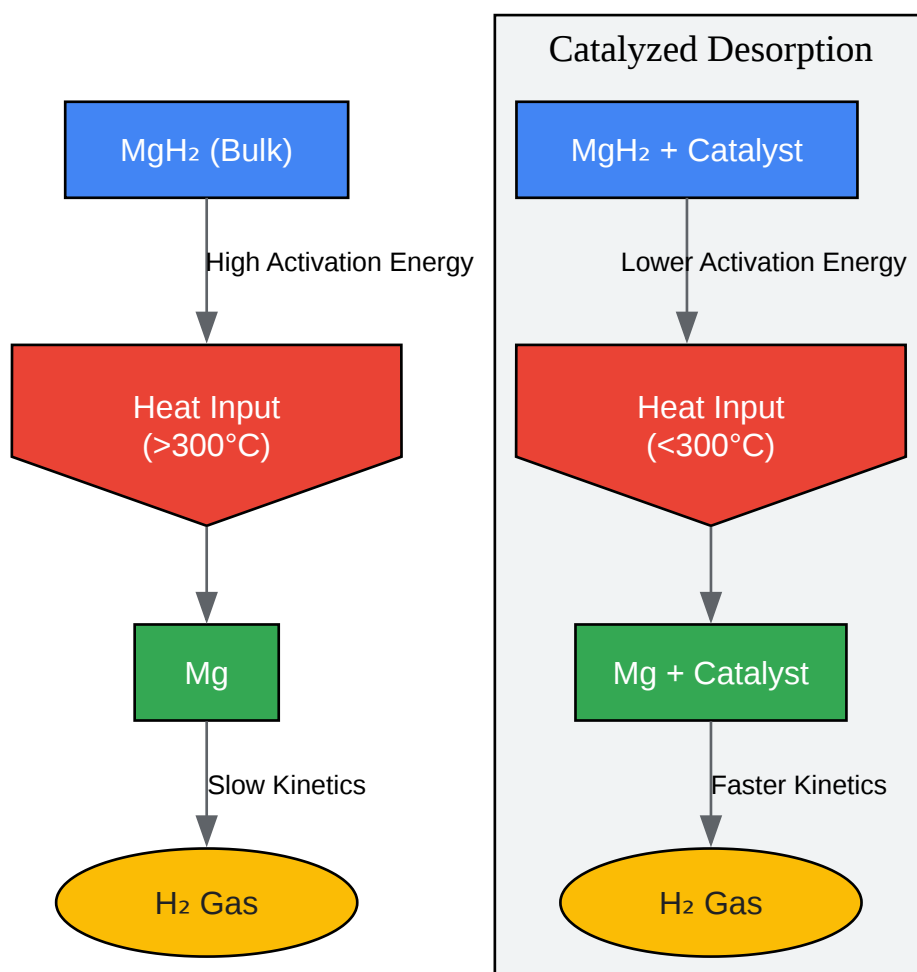 MgH₂ (Bulk)
High Activation Energy
Heat Input
(>300°C)
Mg
Slow Kinetics
H₂ Gas
Catalyzed Desorption
MgH₂ + Catalyst
Lower Activation Energy
Heat Input
(<300°C)
Mg + Catalyst
Faster Kinetics
H₂ Gas